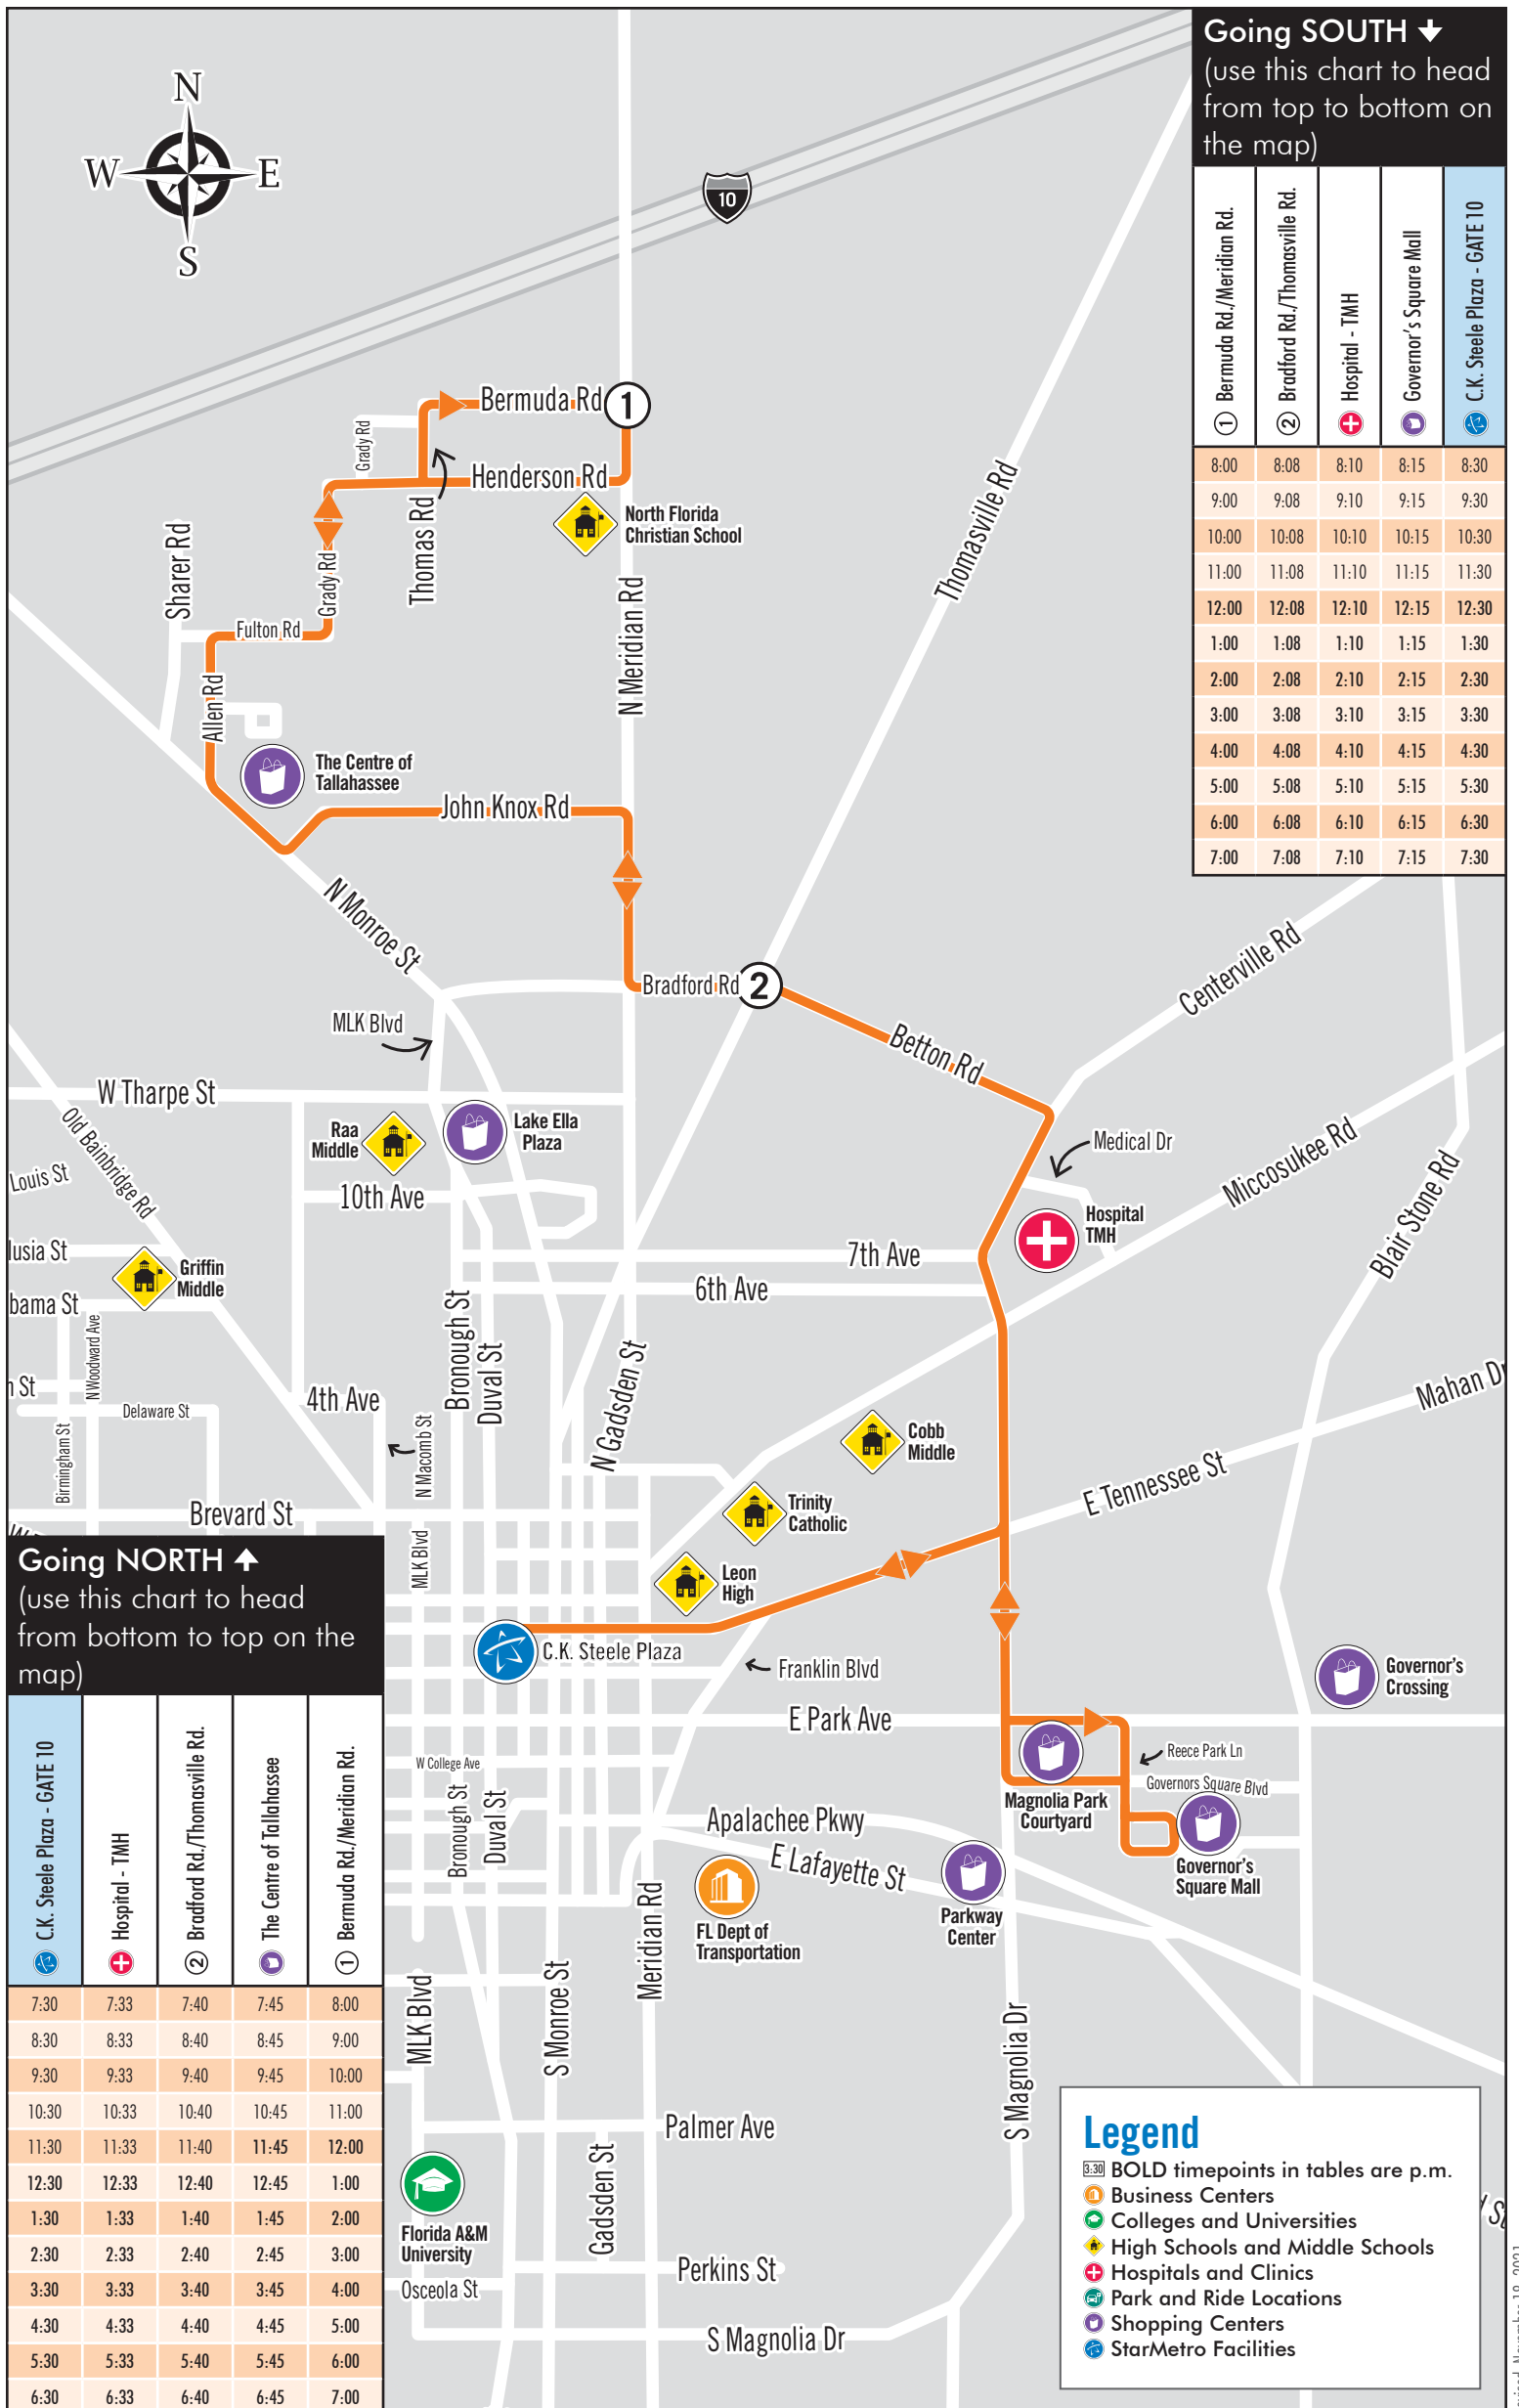 Going SOUTH
(use this chart to head
from top to bottom on
the map)
1 Bermuda Rd./Meridian Rd.
2 Bradford Rd./Thomasville Rd.
Hospital - TMH
Governor's Square Mall
C.K. Steele Plaza - GATE 10
8:00 8:08 8:10 8:15 8:30
9:00 9:08 9:10 9:15 9:30
10:00 10:08 10:10 10:15 10:30
11:00 11:08 11:10 11:15 11:30
12:00 12:08 12:10 12:15 12:30
1:00 1:08 1:10 1:15 1:30
2:00 2:08 2:10 2:15 2:30
3:00 3:08 3:10 3:15 3:30
4:00 4:08 4:10 4:15 4:30
5:00 5:08 5:10 5:15 5:30
6:00 6:08 6:10 6:15 6:30
7:00 7:08 7:10 7:15 7:30
N
W E
S
10
Bermuda Rd
1
Grady Rd
Henderson Rd
North Florida
Christian School
Thomas Rd
Thomasville Rd
Sharer Rd
Grady Rd
Fulton Rd
N Meridian Rd
Allen Rd
The Centre of
Tallahassee
John Knox Rd
N Monroe St
Bradford Rd
2
Centerville Rd
MLK Blvd
Betton Rd
W Tharpe St
Old Bainbridge Rd
Raa
Middle
Lake Ella
Plaza
Medical Dr
Miccosukee Rd
Louis St
10th Ave
Hospital
TMH
Blair Stone Rd
lusia St
Griffin
Middle
7th Ave
6th Ave
bama St
N Woodward Ave
Bronough St
Duval St
N Gadsden St
n St
Delaware St
4th Ave
Mahan Dr
Birmingham St
N Macomb St
Cobb
Middle
E Tennessee St
Trinity
Catholic
Brevard St
MLK Blvd
Leon
High
C.K. Steele Plaza
Franklin Blvd
Governor's
Crossing
E Park Ave
Reece Park Ln
W College Ave
Governors Square Blvd
Magnolia Park
Courtyard
Bronough St
Duval St
Apalachee Pkwy
E Lafayette St
Governor's
Square Mall
Parkway
Center
FL Dept of
Transportation
Meridian Rd
MLK Blvd
S Monroe St
S Magnolia Dr
Palmer Ave
Gadsden St
Florida A&M
University
Perkins St
Osceola St
S Magnolia Dr
Going NORTH
(use this chart to head
from bottom to top on the
map)
C.K. Steele Plaza - GATE 10
Hospital - TMH
2 Bradford Rd./Thomasville Rd.
The Centre of Tallahassee
1 Bermuda Rd./Meridian Rd.
7:30 7:33 7:40 7:45 8:00
8:30 8:33 8:40 8:45 9:00
9:30 9:33 9:40 9:45 10:00
10:30 10:33 10:40 10:45 11:00
11:30 11:33 11:40 11:45 12:00
12:30 12:33 12:40 12:45 1:00
1:30 1:33 1:40 1:45 2:00
2:30 2:33 2:40 2:45 3:00
3:30 3:33 3:40 3:45 4:00
4:30 4:33 4:40 4:45 5:00
5:30 5:33 5:40 5:45 6:00
6:30 6:33 6:40 6:45 7:00
Legend
3:30 BOLD timepoints in tables are p.m.
Business Centers
Colleges and Universities
High Schools and Middle Schools
Hospitals and Clinics
Park and Ride Locations
Shopping Centers
StarMetro Facilities